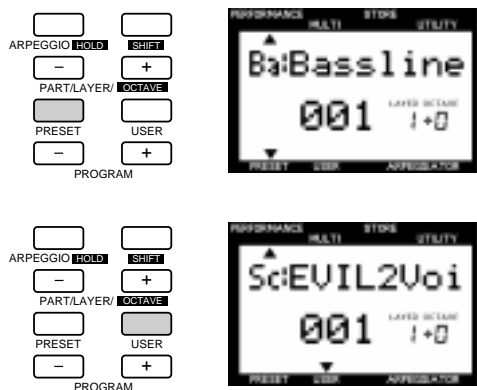 ARPEGGIO HOLD SHIFT
− +
PART/LAYER/ OCTAVE
PRESET USER
− +
PROGRAM
PERFORMANCE STORE
MULTI UTILITY
Ba:Bassline
001 LAYER OCTAVE
1+0
PRESET USER ARPEGGIATOR
ARPEGGIO HOLD SHIFT
− +
PART/LAYER/ OCTAVE
PRESET USER
− +
PROGRAM
PERFORMANCE STORE
MULTI UTILITY
Sc:EVIL2Voi
001 LAYER OCTAVE
1+0
PRESET USER ARPEGGIATOR